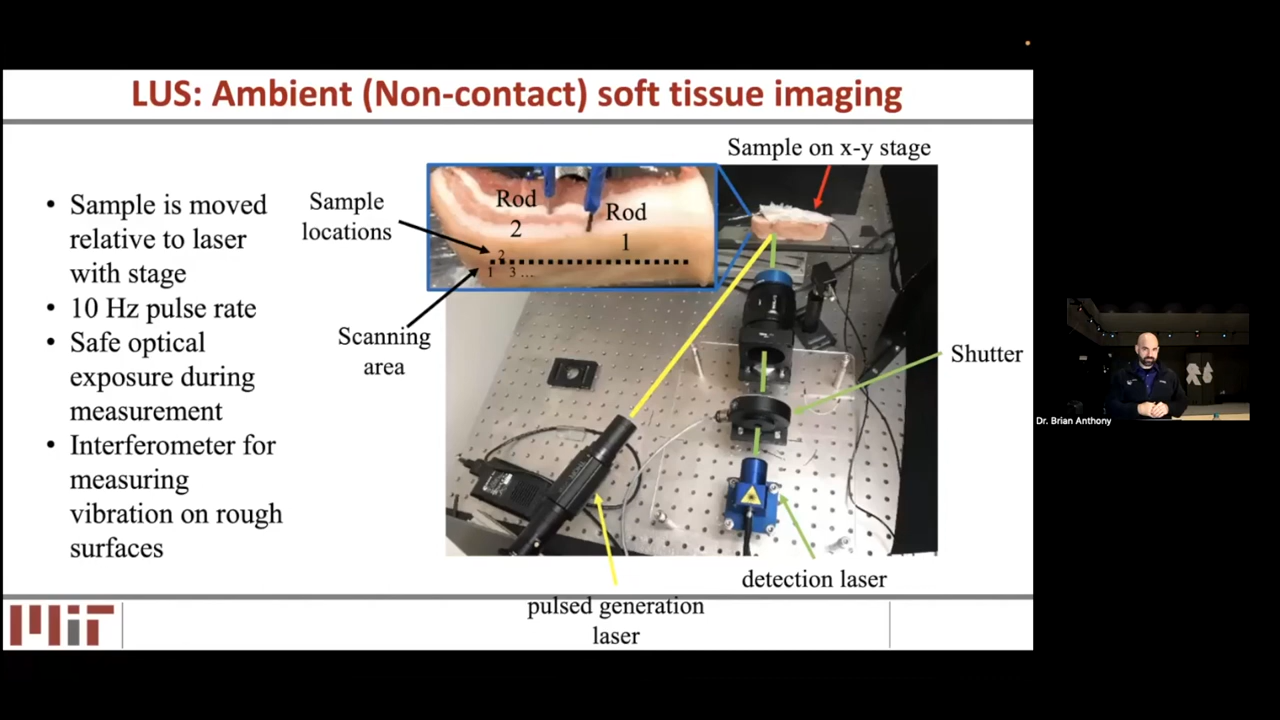 LUS: Ambient (Non-contact) soft tissue imaging
• Sample is moved
relative to laser
with stage
• 10 Hz pulse rate
• Safe optical
exposure during
measurement
• Interferometer for
measuring
vibration on rough
surfaces
Sample
locations
Scanning
area
Rod
2
Rod
1
2
1 3 ...
Sample on x-y stage
Shutter
detection laser
pulsed generation
laser
MIT
Dr. Brian Anthony